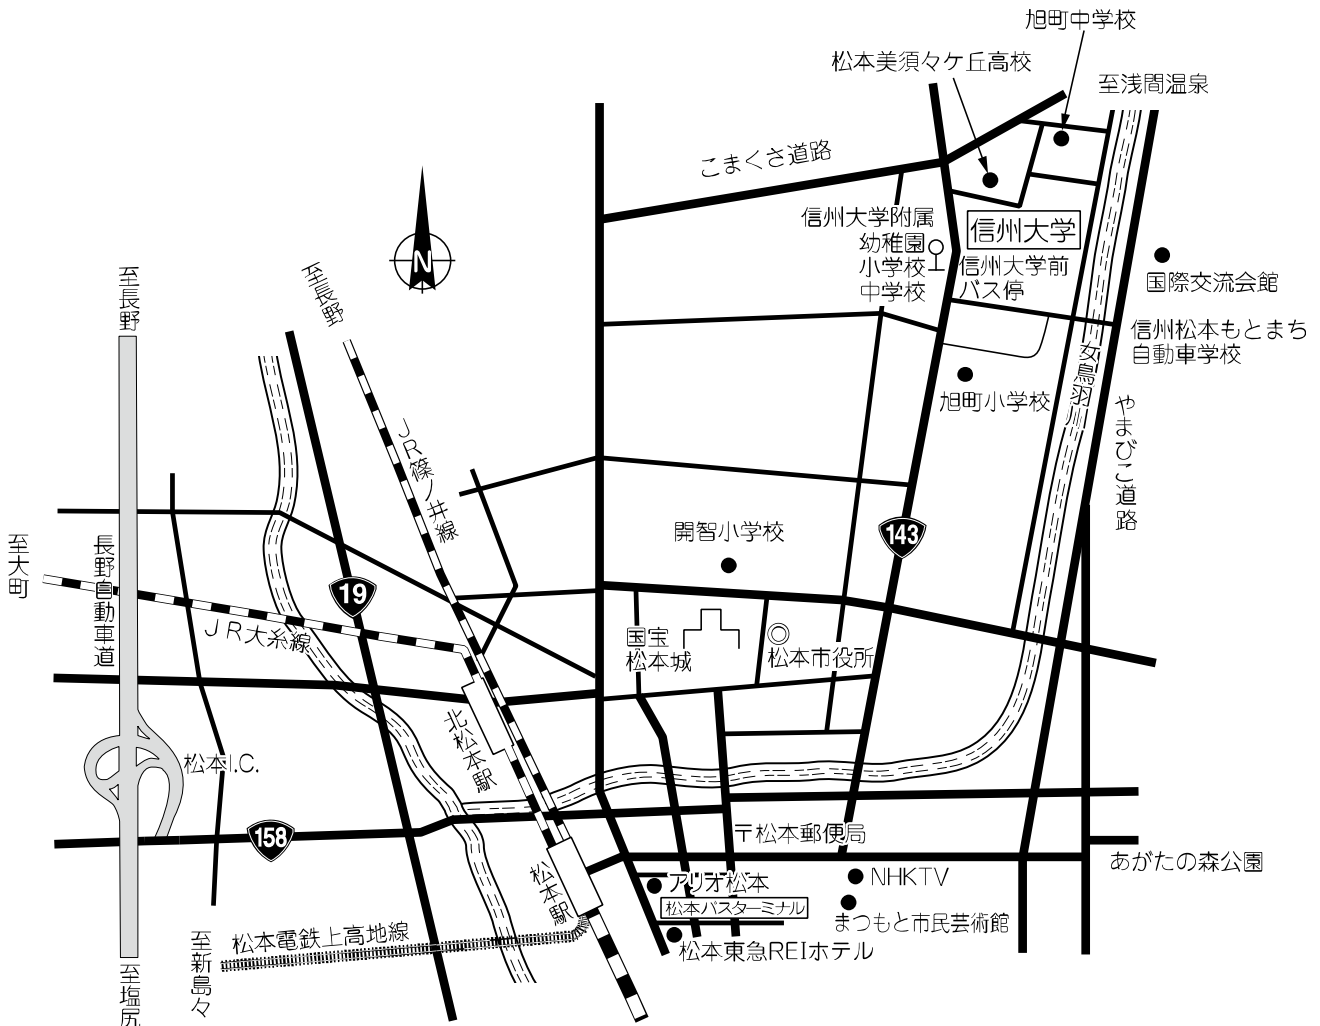 旭町中学校
松本美須々ケ丘高校
至浅間温泉
こまくさ道路
信州大学附属
幼稚園
小学校
中学校
信州大学
信州大学前
バス停
国際交流会館
信州松本もとまち
自動車学校
女鳥羽川
旭町小学校
やまびこ道路
N
至長野
至長野
JR篠ノ井線
143
開智小学校
至大町
長野自動車道
19
JR大糸線
国宝
松本城
松本市役所
北松本駅
松本I.C.
158
〒松本郵便局
あがたの森公園
松本駅
アリオ松本
NHKTV
松本バスターミナル
まつもと市民芸術館
松本電鉄上高地線
松本東急REIホテル
至新島々
至塩尻